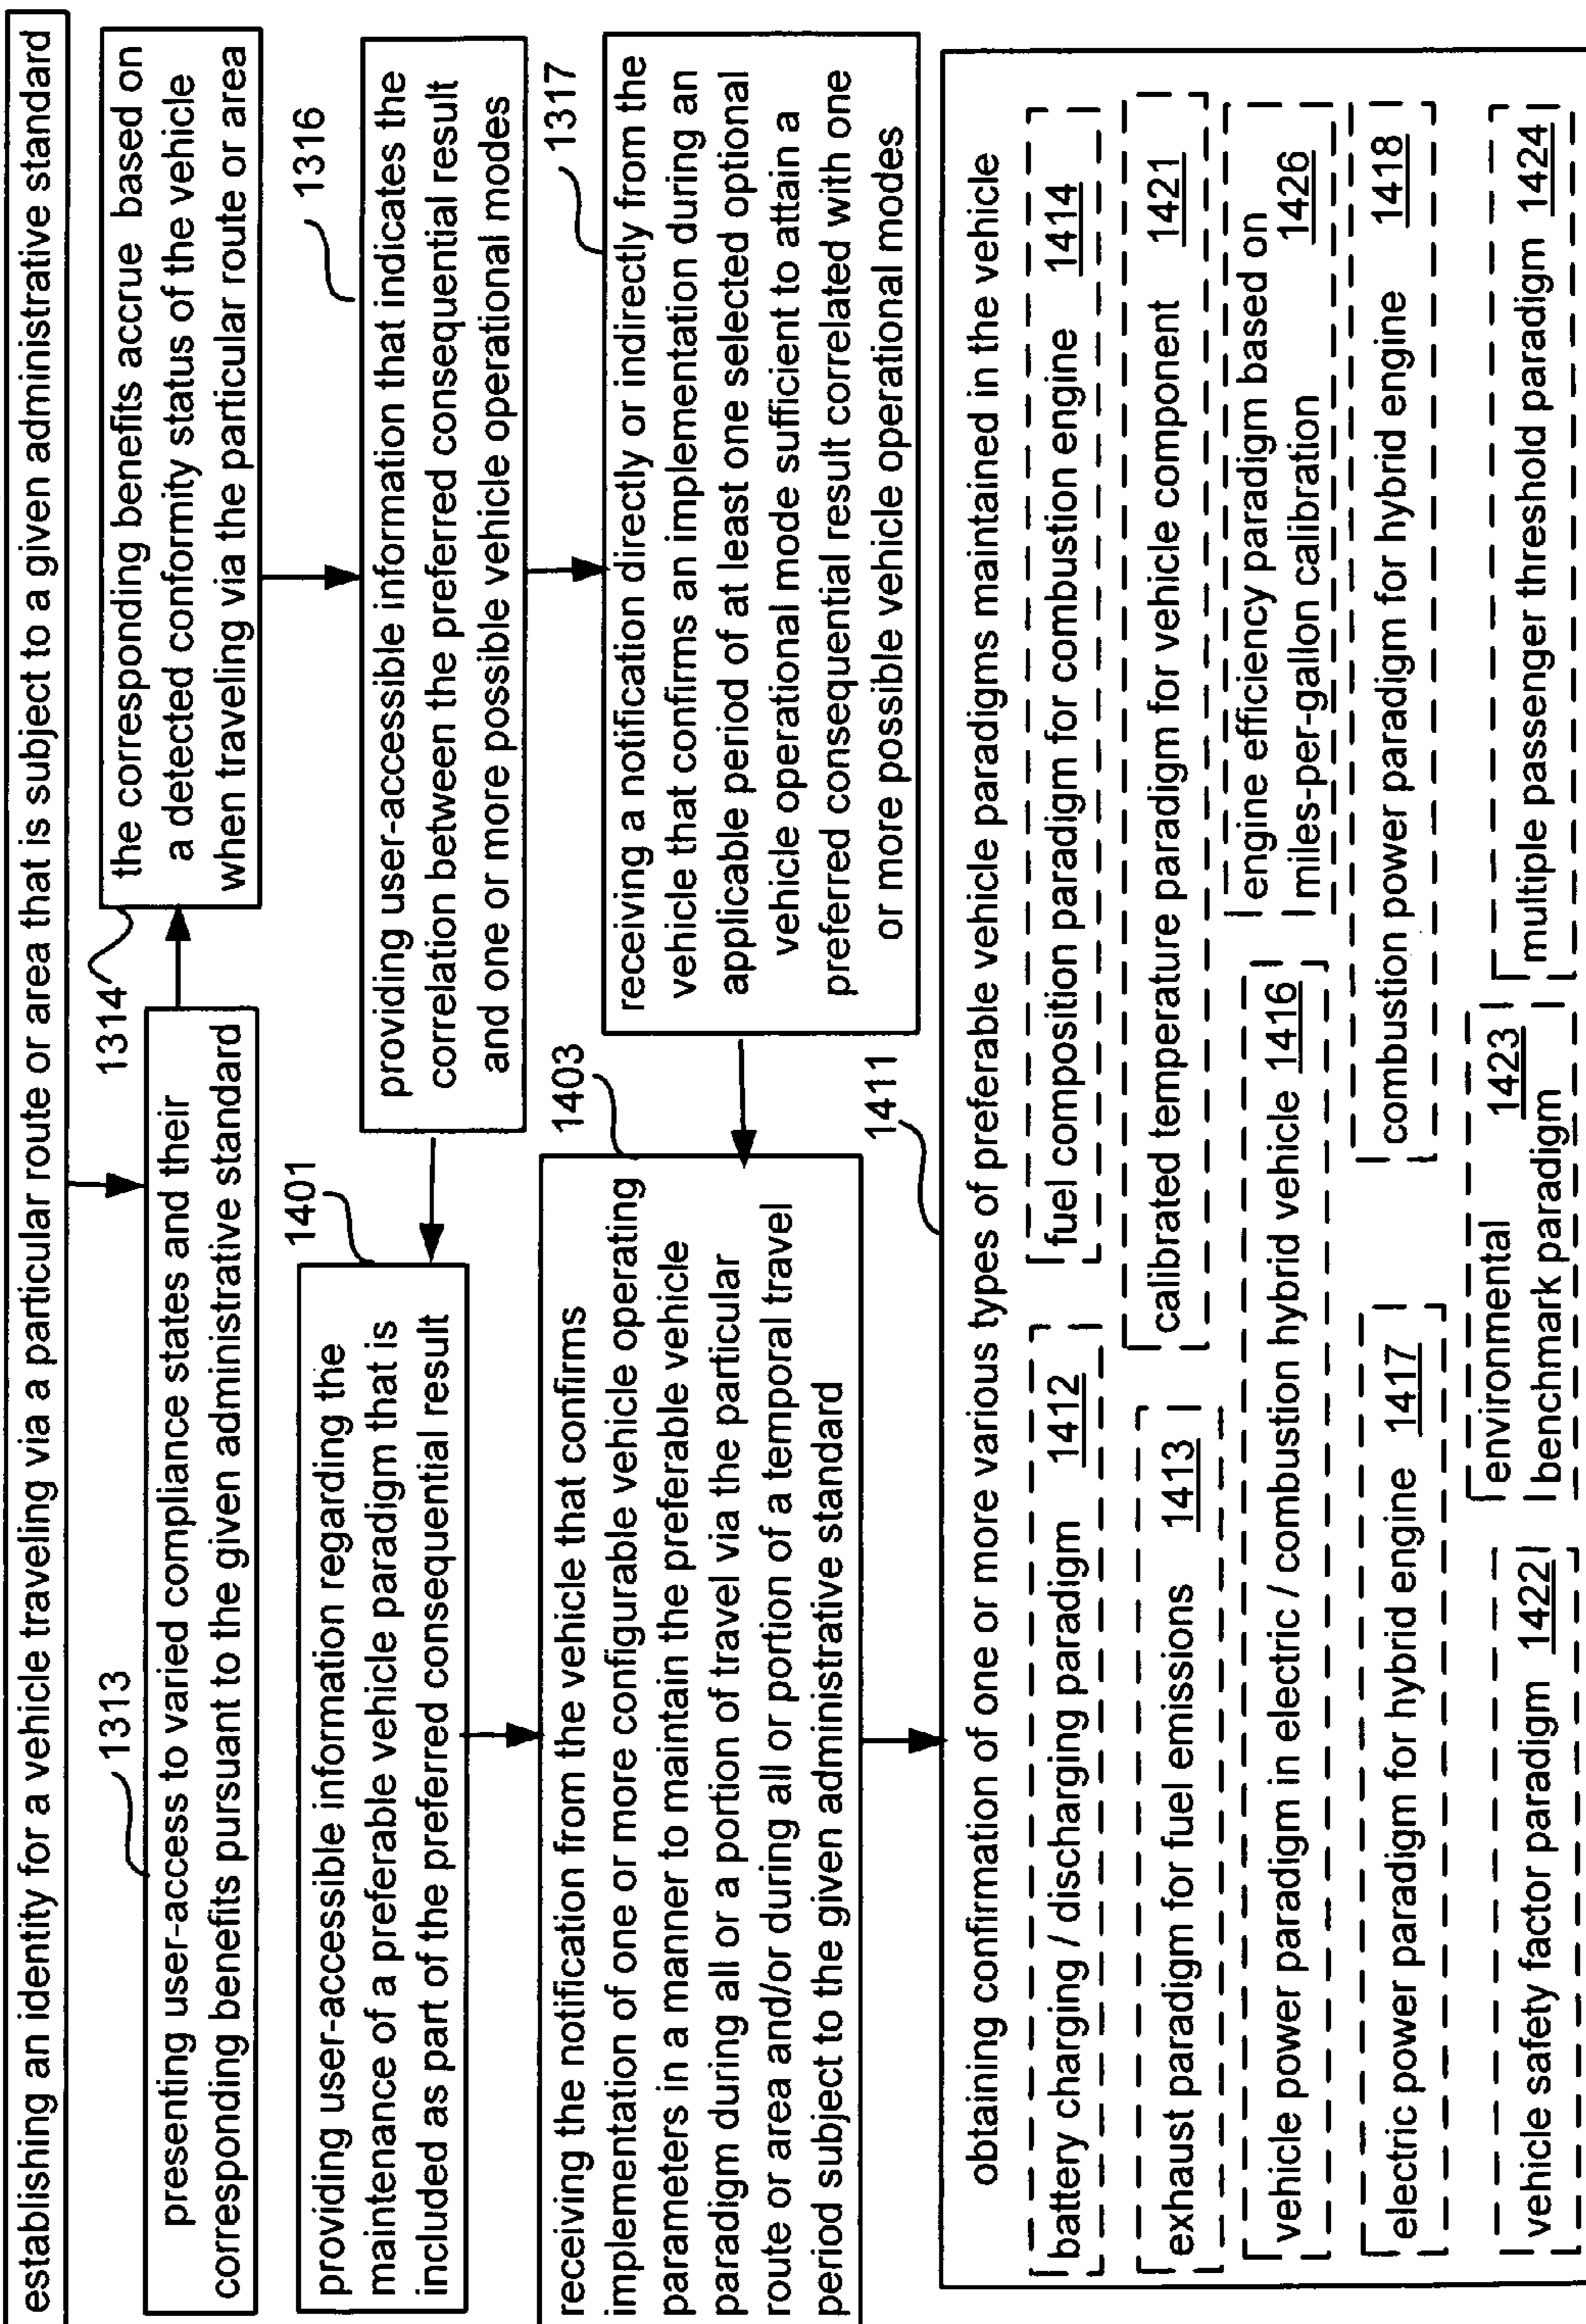 establishing an identity for a vehicle traveling via a particular route or area that is subject to a given administrative standard
1313
presenting user-access to varied compliance states and their
corresponding benefits pursuant to the given administrative standard
1314
the corresponding benefits accrue based on
a detected conformity status of the vehicle
when traveling via the particular route or area
1316
providing user-accessible information that indicates the
correlation between the preferred consequential result
and one or more possible vehicle operational modes
1401
providing user-accessible information regarding the
maintenance of a preferable vehicle paradigm that is
included as part of the preferred consequential result
1317
receiving a notification directly or indirectly from the
vehicle that confirms an implementation during an
applicable period of at least one selected optional
vehicle operational mode sufficient to attain a
preferred consequential result correlated with one
or more possible vehicle operational modes
1403
receiving the notification from the vehicle that confirms
implementation of one or more configurable vehicle operating
parameters in a manner to maintain the preferable vehicle
paradigm during all or a portion of travel via the particular
route or area and/or during all or portion of a temporal travel
period subject to the given administrative standard
1411
obtaining confirmation of one or more various types of preferable vehicle paradigms maintained in the vehicle
battery charging / discharging paradigm 1412
fuel composition paradigm for combustion engine 1414
exhaust paradigm for fuel emissions 1413
calibrated temperature paradigm for vehicle component 1421
vehicle power paradigm in electric / combustion hybrid vehicle 1416
engine efficiency paradigm based on
miles-per-gallon calibration 1426
electric power paradigm for hybrid engine 1417
combustion power paradigm for hybrid engine 1418
vehicle safety factor paradigm 1422
environmental 1423
benchmark paradigm
multiple passenger threshold paradigm 1424